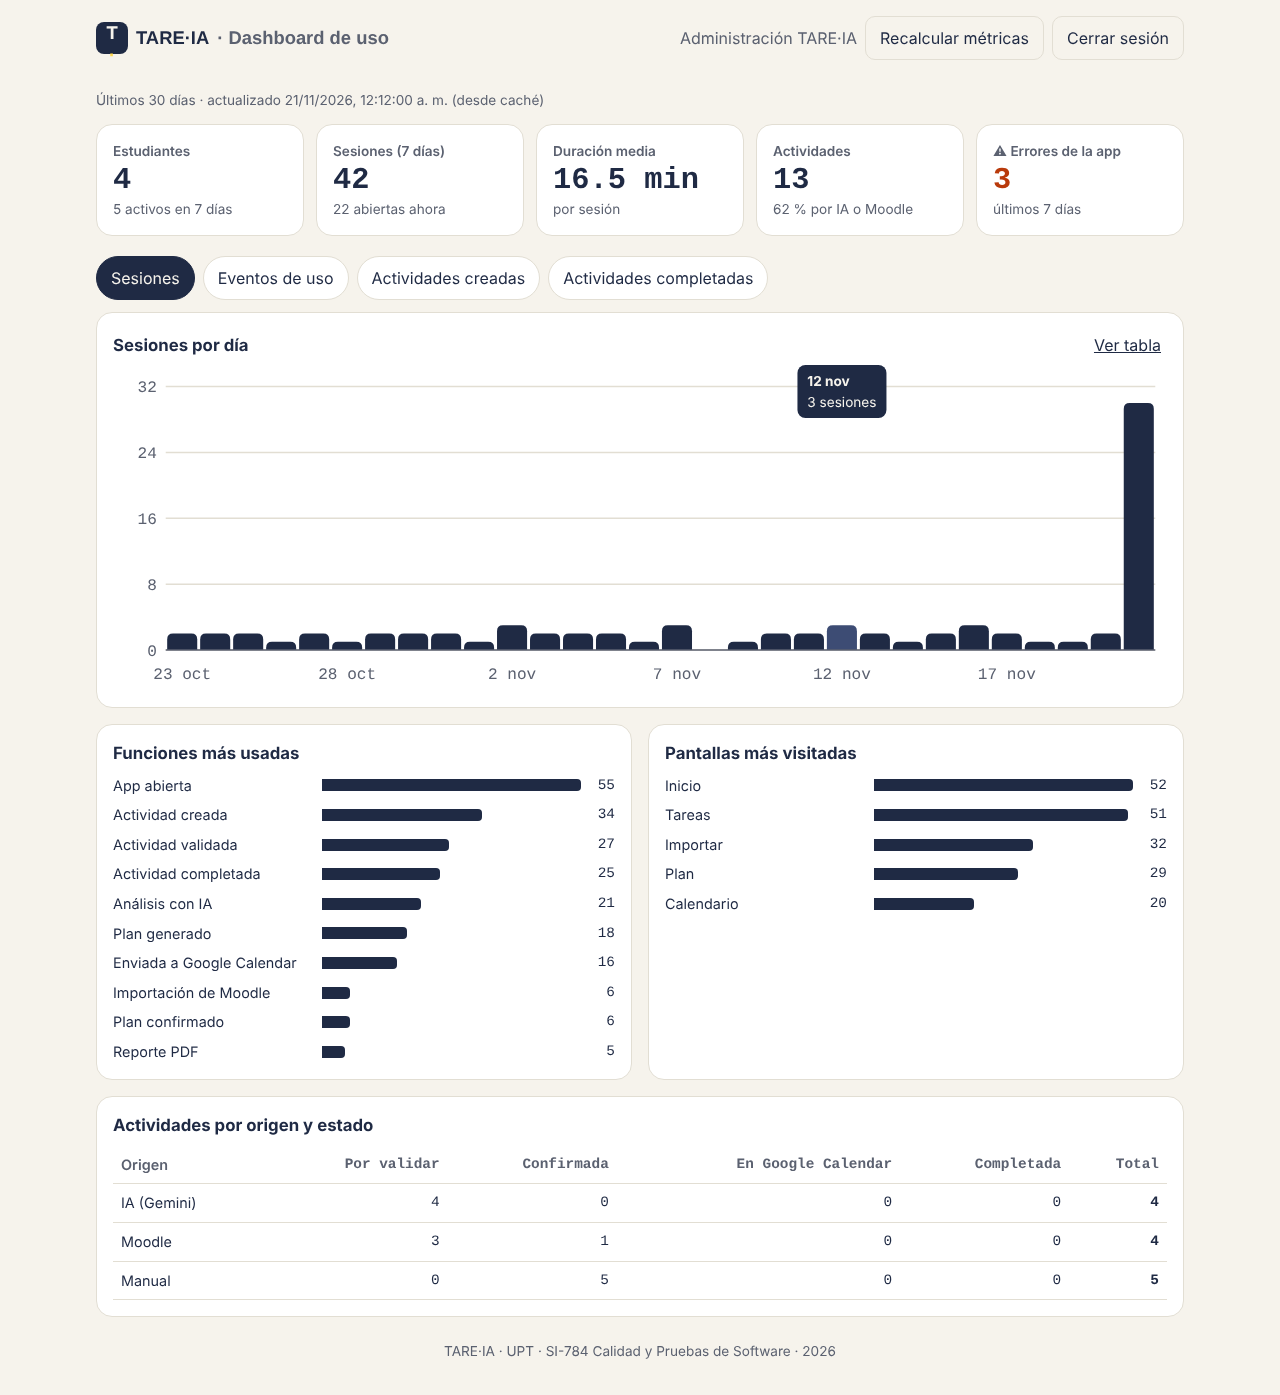 T TARE·IA · Dashboard de uso
Administración TARE·IA Recalcular métricas Cerrar sesión
Últimos 30 días · actualizado 21/11/2026, 12:12:00 a. m. (desde caché)
Estudiantes
4
5 activos en 7 días
Sesiones (7 días)
42
22 abiertas ahora
Duración media
16.5 min
por sesión
Actividades
13
62 % por IA o Moodle
⚠ Errores de la app
3
últimos 7 días
Sesiones Eventos de uso Actividades creadas Actividades completadas
Sesiones por día Ver tabla
12 nov
3 sesiones
32
24
16
8
0
23 oct 28 oct 2 nov 7 nov 12 nov 17 nov
Funciones más usadas
App abierta 55
Actividad creada 34
Actividad validada 27
Actividad completada 25
Análisis con IA 21
Plan generado 18
Enviada a Google Calendar 16
Importación de Moodle 6
Plan confirmado 6
Reporte PDF 5
Pantallas más visitadas
Inicio 52
Tareas 51
Importar 32
Plan 29
Calendario 20
Actividades por origen y estado
Origen Por validar Confirmada En Google Calendar Completada Total
IA (Gemini) 4 0 0 0 4
Moodle 3 1 0 0 4
Manual 0 5 0 0 5
TARE·IA · UPT · SI-784 Calidad y Pruebas de Software · 2026